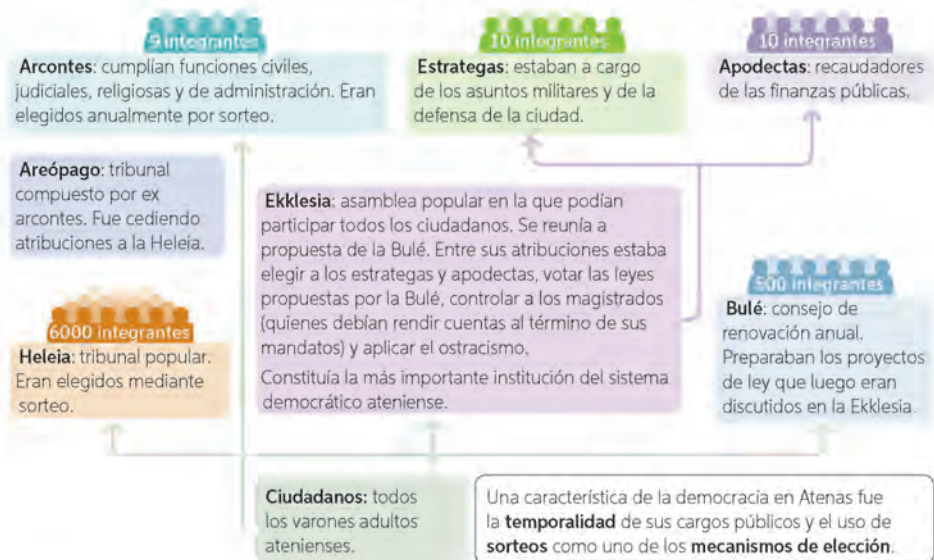 9 integrantes
Arcontes: cumplían funciones civiles,
judiciales, religiosas y de administración. Eran
elegidos anualmente por sorteo.
10 integrantes
Estrategas: estaban a cargo
de los asuntos militares y de la
defensa de la ciudad.
10 integrantes
Apodectas: recaudadores
de las finanzas públicas.
Areópago: tribunal
compuesto por ex
arcontes. Fue cediendo
atribuciones a la Heleia.
Ekklesia: asamblea popular en la que podían
participar todos los ciudadanos. Se reunía a
propuesta de la Bulé. Entre sus atribuciones estaba
elegir a los estrategas y apodectas, votar las leyes
propuestas por la Bulé, controlar a los magistrados
(quienes debían rendir cuentas al término de sus
mandatos) y aplicar el ostracismo.
Constituía la más importante institución del sistema
democrático ateniense.
6000 integrantes
Heleia: tribunal popular.
Eran elegidos mediante
sorteo.
500 integrantes
Bulé: consejo de
renovación anual.
Preparaban los proyectos
de ley que luego eran
discutidos en la Ekklesia.
Ciudadanos: todos
los varones adultos
atenienses.
Una característica de la democracia en Atenas fue
la temporalidad de sus cargos públicos y el uso de
sorteos como uno de los mecanismos de elección.